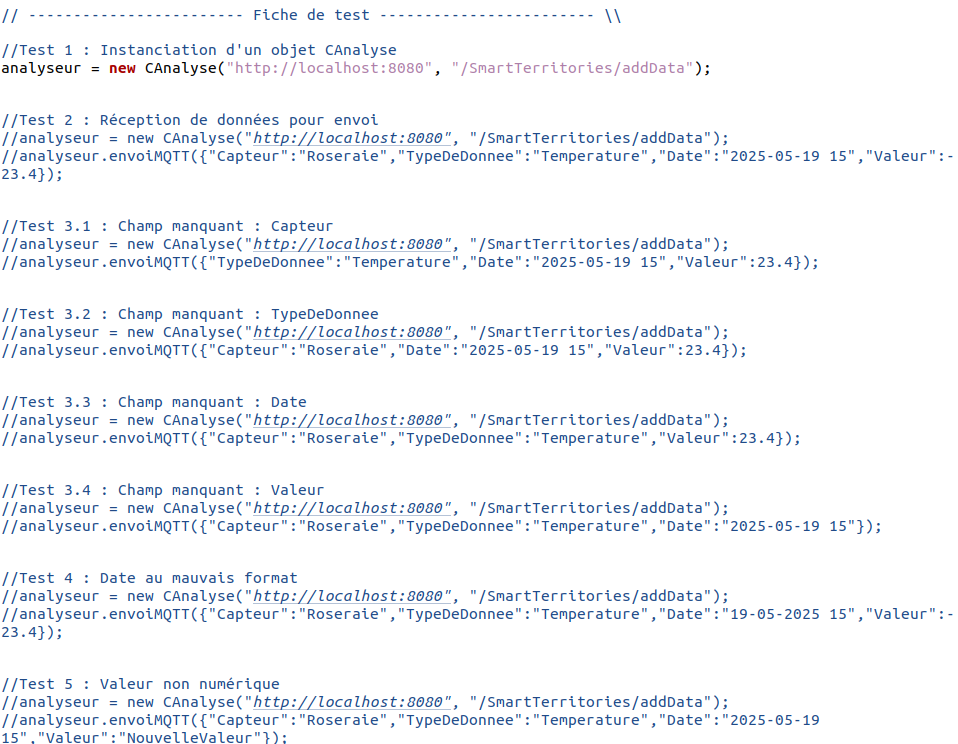 // ------------------------ Fiche de test ------------------------ \\
//Test 1 : Instanciation d'un objet CAnalyse
analyseur = new CAnalyse("http://localhost:8080", "/SmartTerritories/addData");
//Test 2 : Réception de données pour envoi
//analyseur = new CAnalyse("http://localhost:8080", "/SmartTerritories/addData");
//analyseur.envoiMQTT({"Capteur":"Roseraie","TypeDeDonnee":"Temperature","Date":"2025-05-19 15","Valeur":-
23.4});
//Test 3.1 : Champ manquant : Capteur
//analyseur = new CAnalyse("http://localhost:8080", "/SmartTerritories/addData");
//analyseur.envoiMQTT({"TypeDeDonnee":"Temperature","Date":"2025-05-19 15","Valeur":23.4});
//Test 3.2 : Champ manquant : TypeDeDonnee
//analyseur = new CAnalyse("http://localhost:8080", "/SmartTerritories/addData");
//analyseur.envoiMQTT({"Capteur":"Roseraie","Date":"2025-05-19 15","Valeur":23.4});
//Test 3.3 : Champ manquant : Date
//analyseur = new CAnalyse("http://localhost:8080", "/SmartTerritories/addData");
//analyseur.envoiMQTT({"Capteur":"Roseraie","TypeDeDonnee":"Temperature","Valeur":23.4});
//Test 3.4 : Champ manquant : Valeur
//analyseur = new CAnalyse("http://localhost:8080", "/SmartTerritories/addData");
//analyseur.envoiMQTT({"Capteur":"Roseraie","TypeDeDonnee":"Temperature","Date":"2025-05-19 15"});
//Test 4 : Date au mauvais format
//analyseur = new CAnalyse("http://localhost:8080", "/SmartTerritories/addData");
//analyseur.envoiMQTT({"Capteur":"Roseraie","TypeDeDonnee":"Temperature","Date":"19-05-2025 15","Valeur":-
23.4});
//Test 5 : Valeur non numérique
//analyseur = new CAnalyse("http://localhost:8080", "/SmartTerritories/addData");
//analyseur.envoiMQTT({"Capteur":"Roseraie","TypeDeDonnee":"Temperature","Date":"2025-05-19
15","Valeur":"NouvelleValeur"});